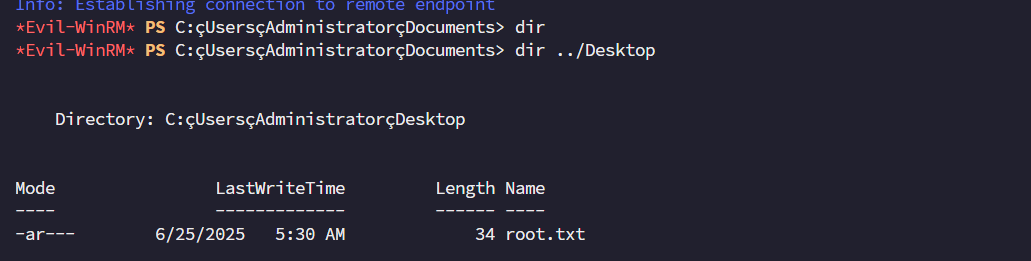 Info: Establishing connection to remote endpoint
*Evil-WinRM* PS C:çUsersçAdministratorçDocuments> dir
*Evil-WinRM* PS C:çUsersçAdministratorçDocuments> dir ../Desktop
Directory: C:çUsersçAdministratorçDesktop
Mode LastWriteTime Length Name
---- ------------- ------ ----
-ar--- 6/25/2025 5:30 AM 34 root.txt